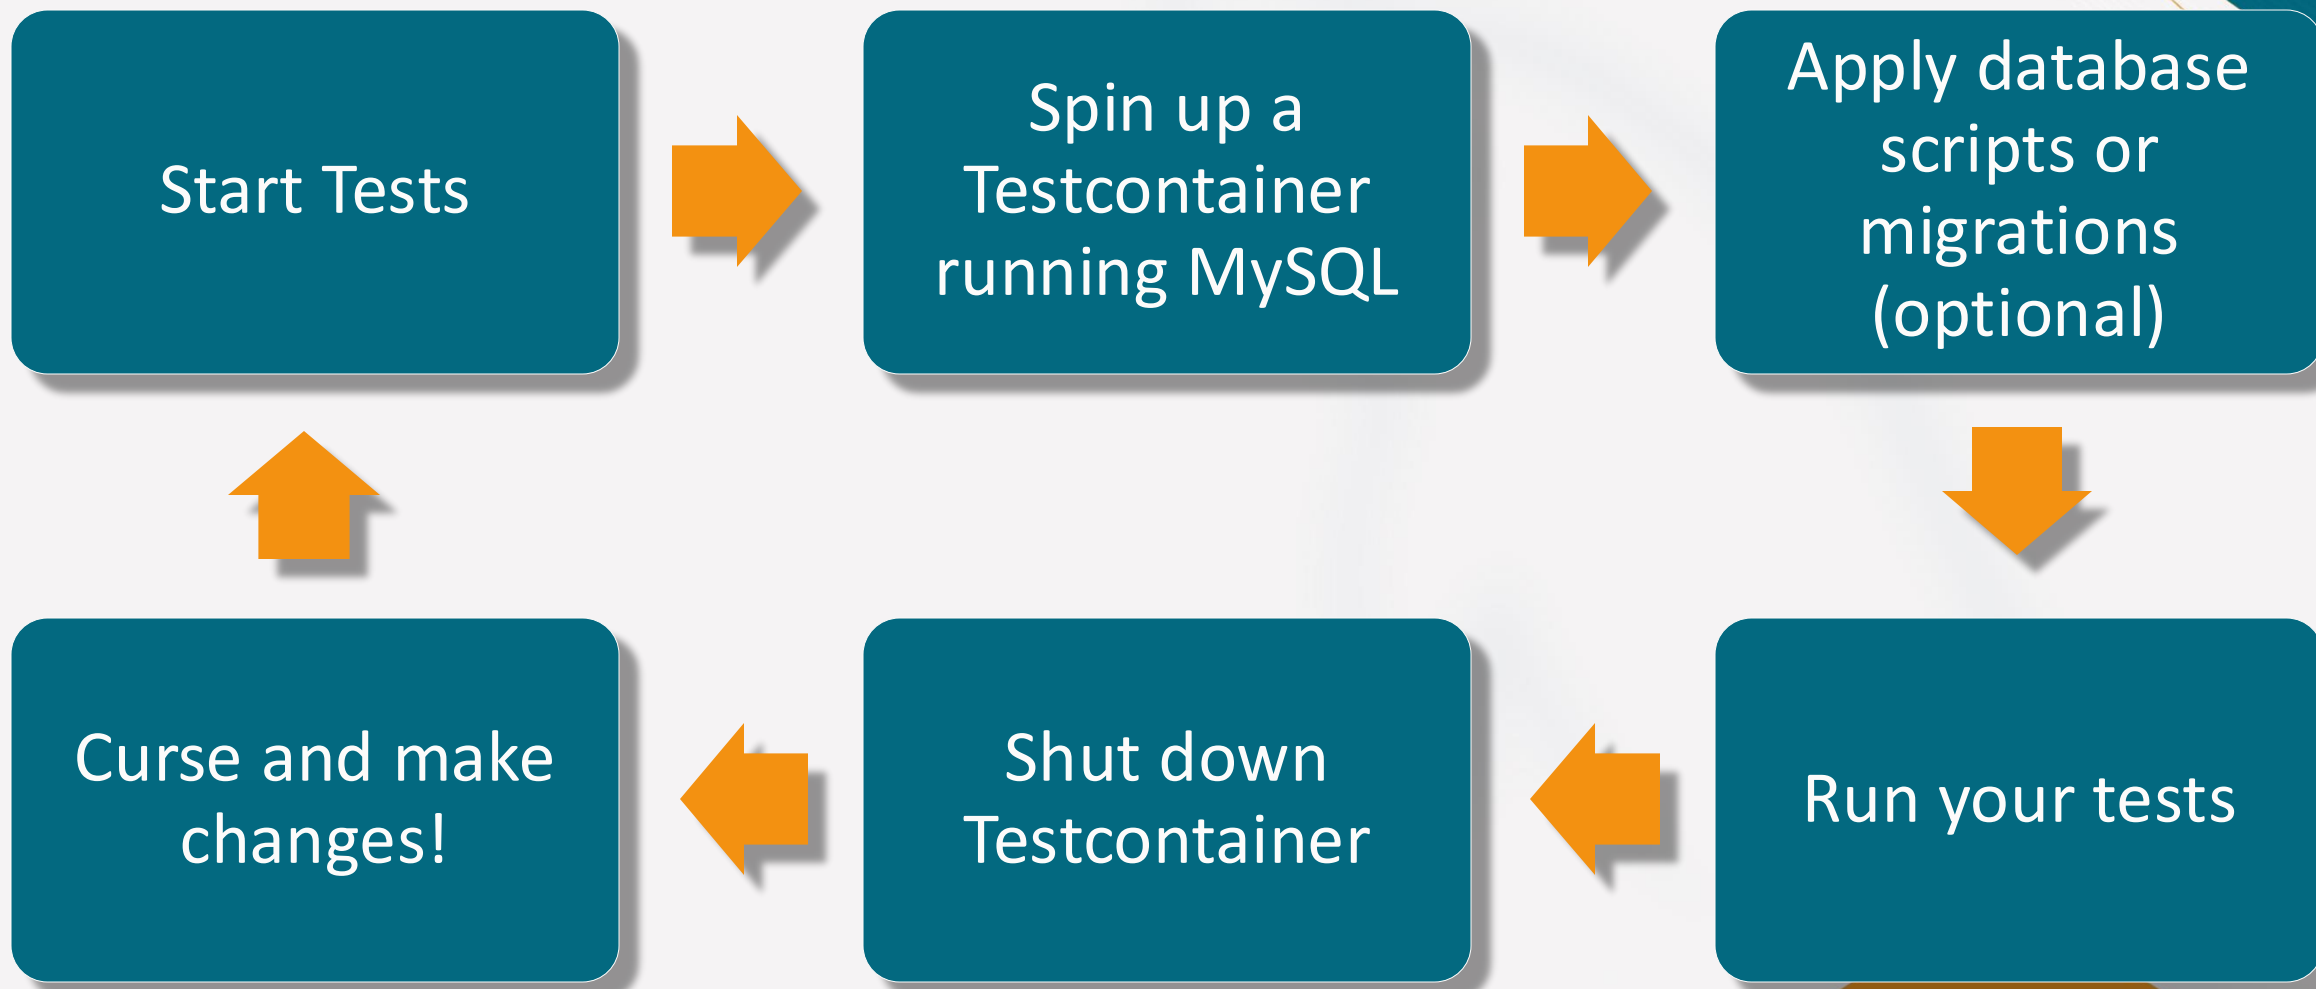 Start Tests
Spin up a
Testcontainer
running MySQL
Apply database
scripts or
migrations
(optional)
Run your tests
Shut down
Testcontainer
Curse and make
changes!